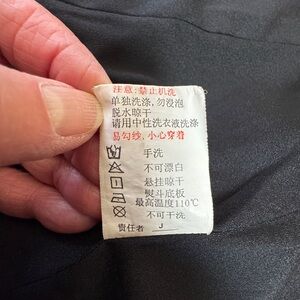 注意:禁止机洗
单独洗涤,勿浸泡
脱水晾干
请用中性洗衣液洗涤
易勾纱、小心穿着
手洗
不可漂白
悬挂晾干
熨斗底板
最高温度110℃
不可干洗
责任者 J